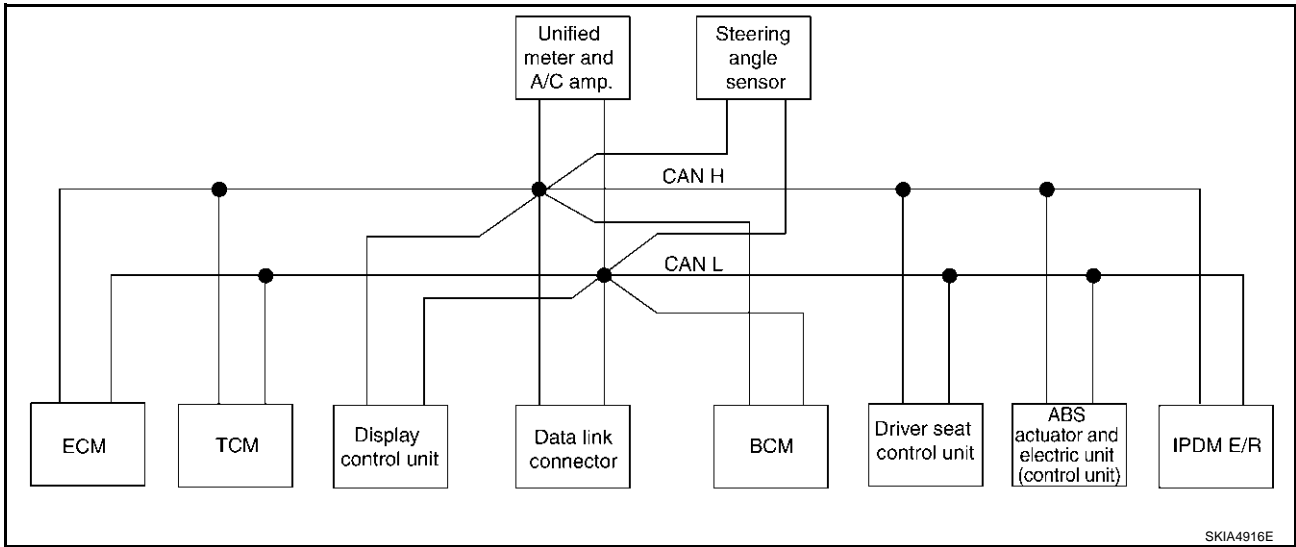 Unified
meter and
A/C amp.
Steering
angle
sensor
CAN H
CAN L
ECM
TCM
Display
control unit
Data link
connector
BCM
Driver seat
control unit
ABS
actuator and
electric unit
(control unit)
IPDM E/R
SKIA4916E